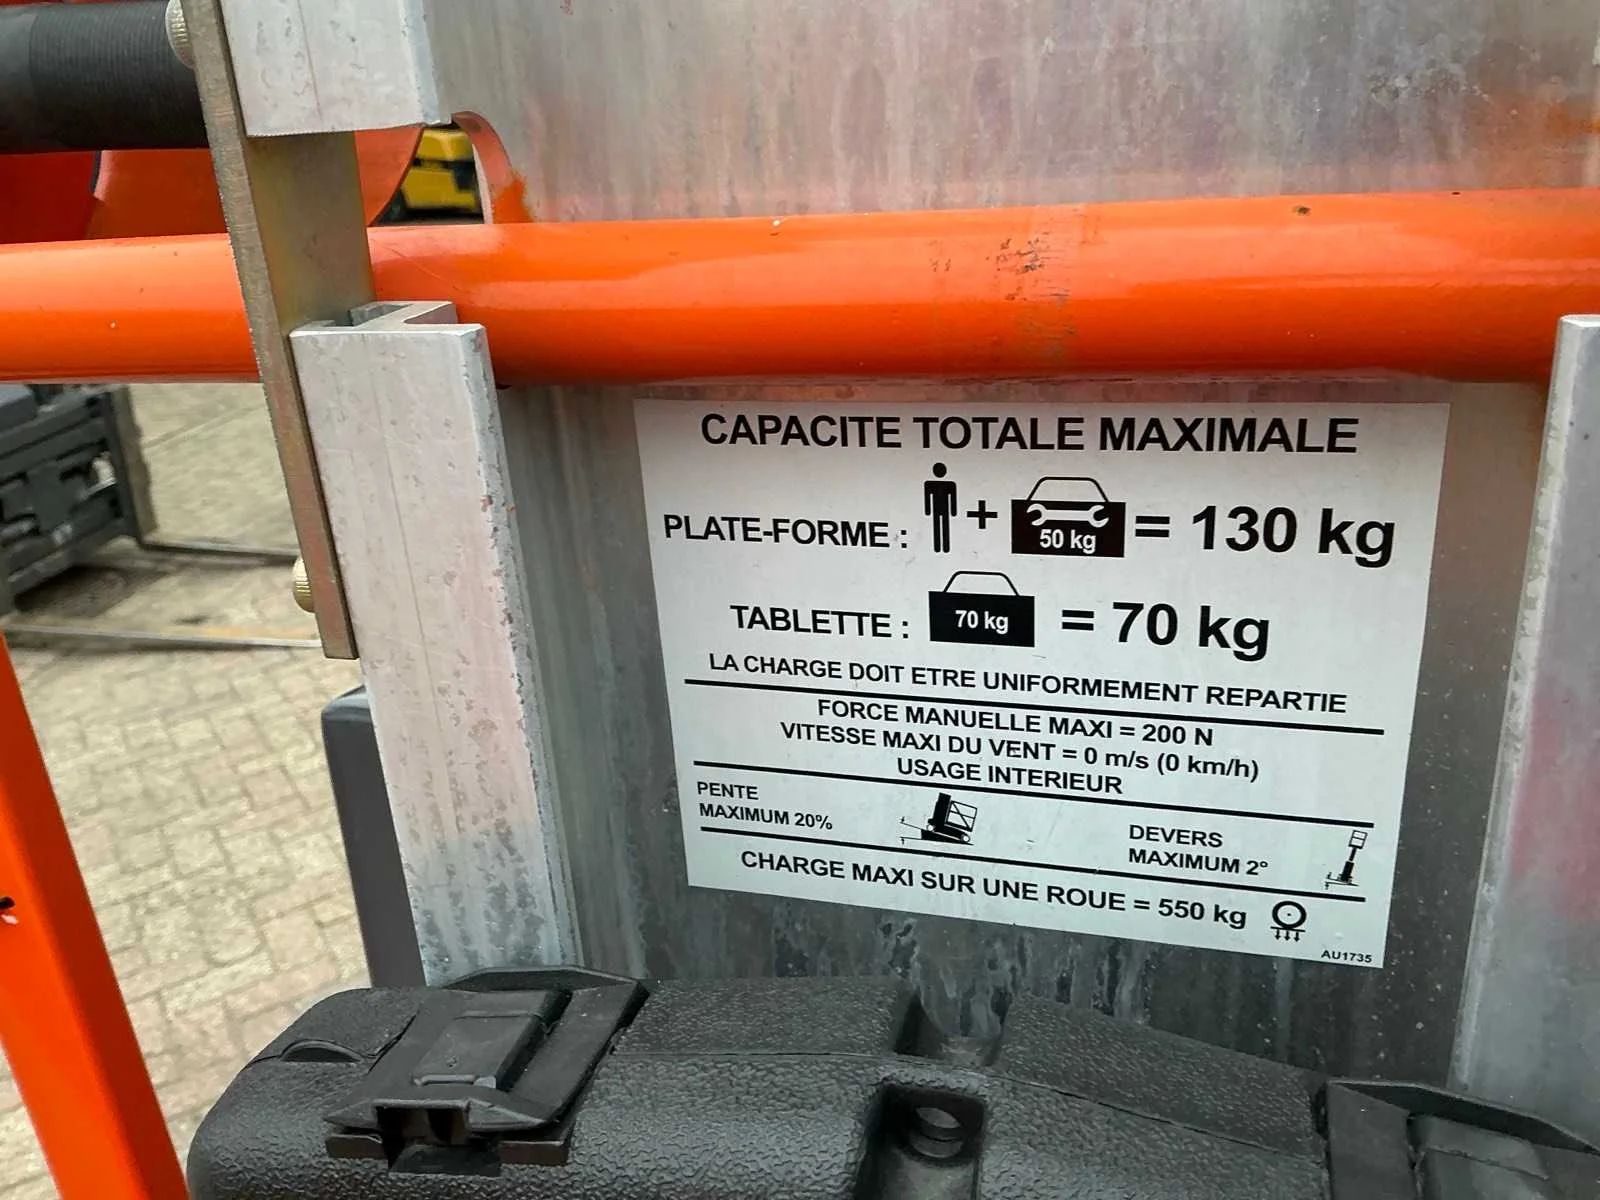 CAPACITE TOTALE MAXIMALE
PLATE-FORME : + 50 kg = 130 kg
TABLETTE : 70 kg = 70 kg
LA CHARGE DOIT ETRE UNIFORMEMENT REPARTIE
FORCE MANUELLE MAXI = 200 N
VITESSE MAXI DU VENT = 0 m/s (0 km/h)
USAGE INTERIEUR
PENTE
MAXIMUM 20%
DEVERS
MAXIMUM 2°
CHARGE MAXI SUR UNE ROUE = 550 kg
AU1735